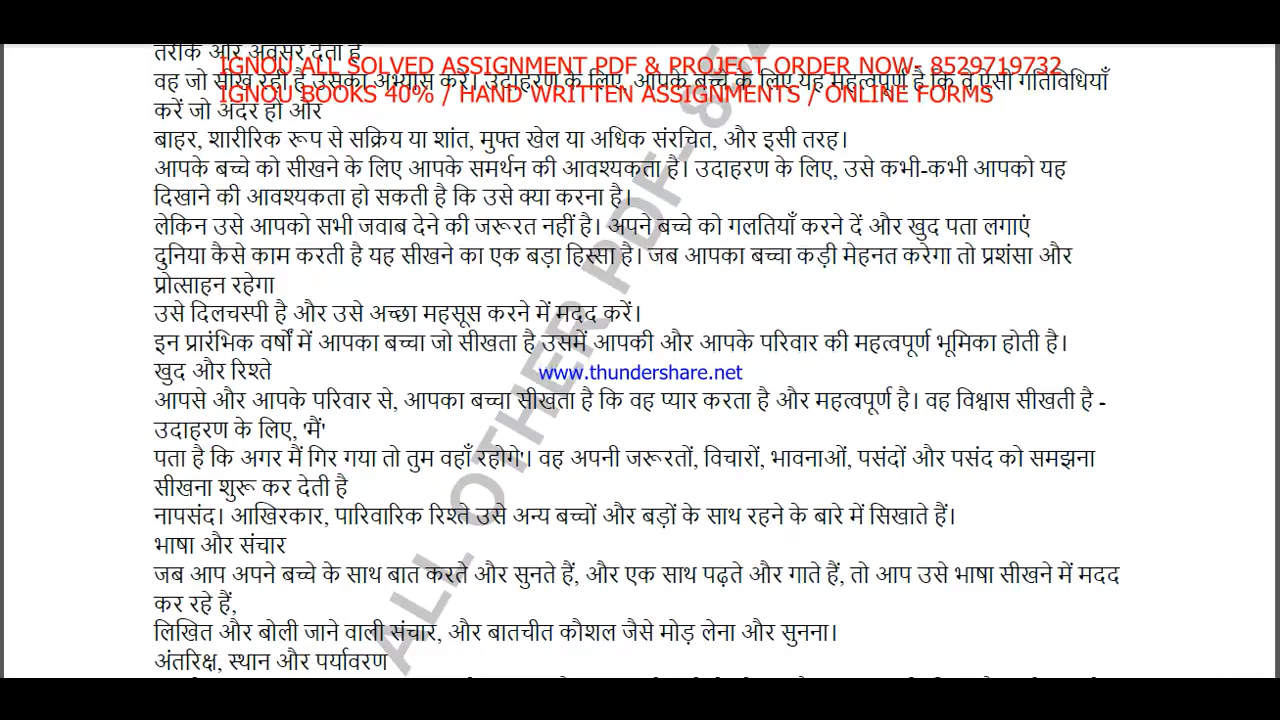 तरीके और अवसर देता है
IGNOU ALL SOLVED ASSIGNMENT PDF & PROJECT ORDER NOW- 8529719732
वह जो सीख रही है उसका अभ्यास करें। उदाहरण के लिए, आपके बच्चे के लिए यह महत्वपूर्ण है कि वे ऐसी गतिविधियाँ
IGNOU BOOKS 40% / HAND WRITTEN ASSIGNMENTS / ONLINE FORMS
करें जो अंदर हों और
बाहर, शारीरिक रूप से सक्रिय या शांत, मुफ्त खेल या अधिक संरचित, और इसी तरह।
आपके बच्चे को सीखने के लिए आपके समर्थन की आवश्यकता है। उदाहरण के लिए, उसे कभी-कभी आपको यह
दिखाने की आवश्यकता हो सकती है कि उसे क्या करना है।
लेकिन उसे आपको सभी जवाब देने की जरूरत नहीं है। अपने बच्चे को गलतियाँ करने दें और खुद पता लगाएं
दुनिया कैसे काम करती है यह सीखने का एक बड़ा हिस्सा है। जब आपका बच्चा कड़ी मेहनत करेगा तो प्रशंसा और
प्रोत्साहन रहेगा
उसे दिलचस्पी है और उसे अच्छा महसूस करने में मदद करें।
इन प्रारंभिक वर्षों में आपका बच्चा जो सीखता है उसमें आपकी और आपके परिवार की महत्वपूर्ण भूमिका होती है।
खुद और रिश्ते
www.thundershare.net
आपसे और आपके परिवार से, आपका बच्चा सीखता है कि वह प्यार करता है और महत्वपूर्ण है। वह विश्वास सीखती है -
उदाहरण के लिए, 'मैं'
पता है कि अगर मैं गिर गया तो तुम वहाँ रहोगे'। वह अपनी जरूरतों, विचारों, भावनाओं, पसंदों और पसंद को समझना
सीखना शुरू कर देती है
नापसंद। आखिरकार, पारिवारिक रिश्ते उसे अन्य बच्चों और बड़ों के साथ रहने के बारे में सिखाते हैं।
भाषा और संचार
जब आप अपने बच्चे के साथ बात करते और सुनते हैं, और एक साथ पढ़ते और गाते हैं, तो आप उसे भाषा सीखने में मदद
कर रहे हैं,
लिखित और बोली जाने वाली संचार, और बातचीत कौशल जैसे मोड़ लेना और सुनना।
अंतरिक्ष, स्थान और पर्यावरण
ALL OTHER PDF- 852